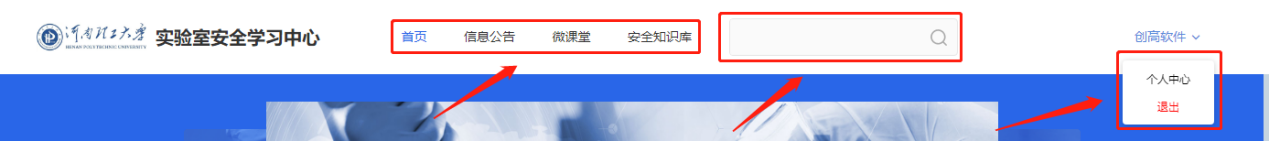 河南理工大学
HENAN POLYTECHNIC UNIVERSITY
实验室安全学习中心
首页 信息公告 微课堂 安全知识库
创高软件
个人中心
退出